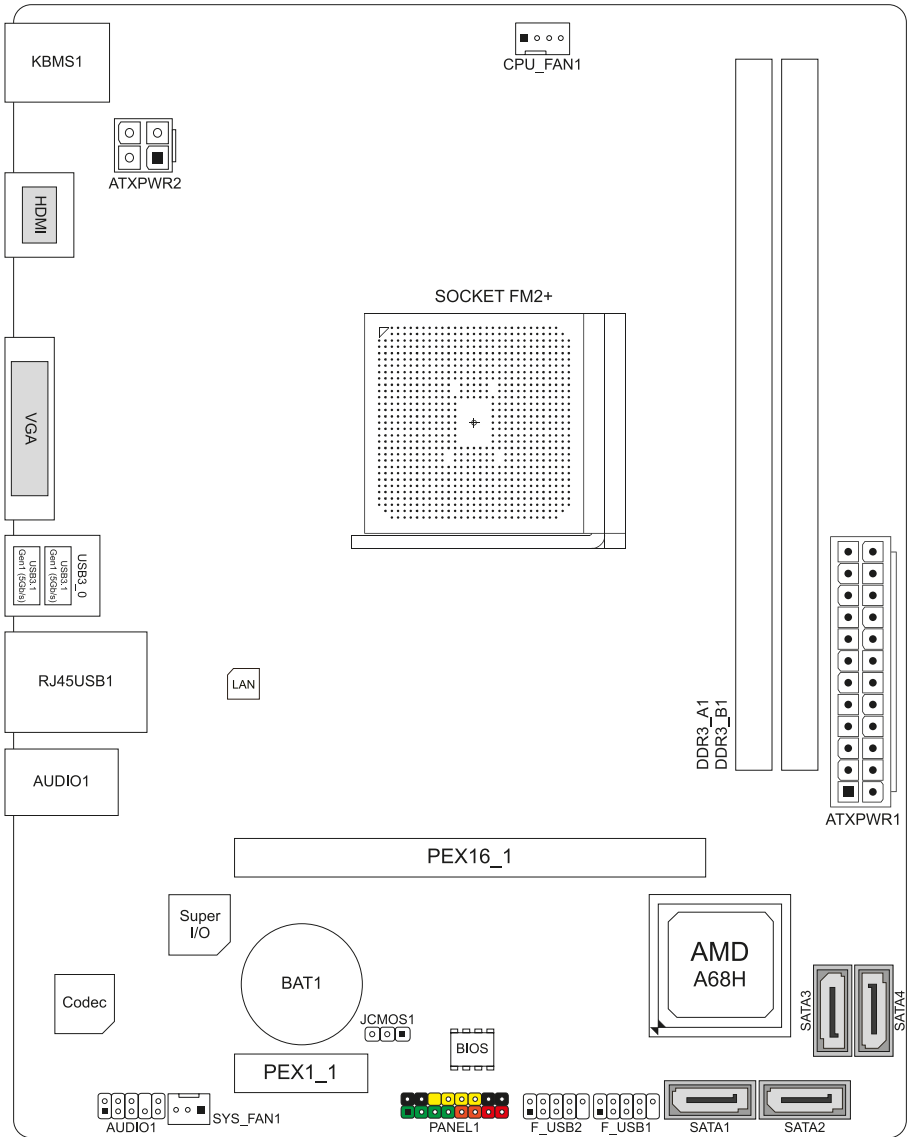 KBMS1
CPU_FAN1
ATXPWR2
HDMI
SOCKET FM2+
VGA
USB3_0
USB3.1
Gen1 (5Gb/s)
USB3.1
Gen1 (5Gb/s)
RJ45USB1
LAN
DDR3_A1
DDR3_B1
AUDIO1
ATXPWR1
PEX16_1
Super
I/O
AMD
A68H
BAT1
Codec
JCMOS1
SATA3
SATA4
BIOS
PEX1_1
AUDIO1
SYS_FAN1
PANEL1
F_USB2
F_USB1
SATA1
SATA2